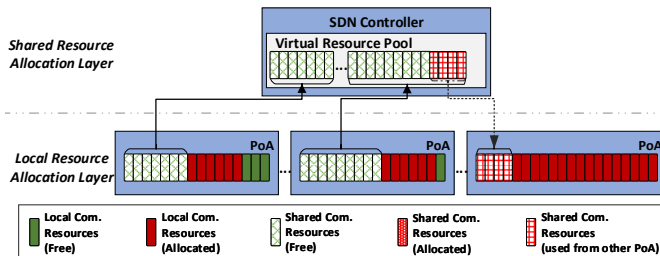 SDN Controller
Shared Resource
Allocation Layer
Virtual Resource Pool
...
PoA
PoA
PoA
Local Resource
Allocation Layer
...
...
Local Com.
Resources
(Free)
Local Com.
Resources
(Allocated)
Shared Com.
Resources
(Free)
Shared Com.
Resources
(Allocated)
Shared Com.
Resources
(used from other PoA)